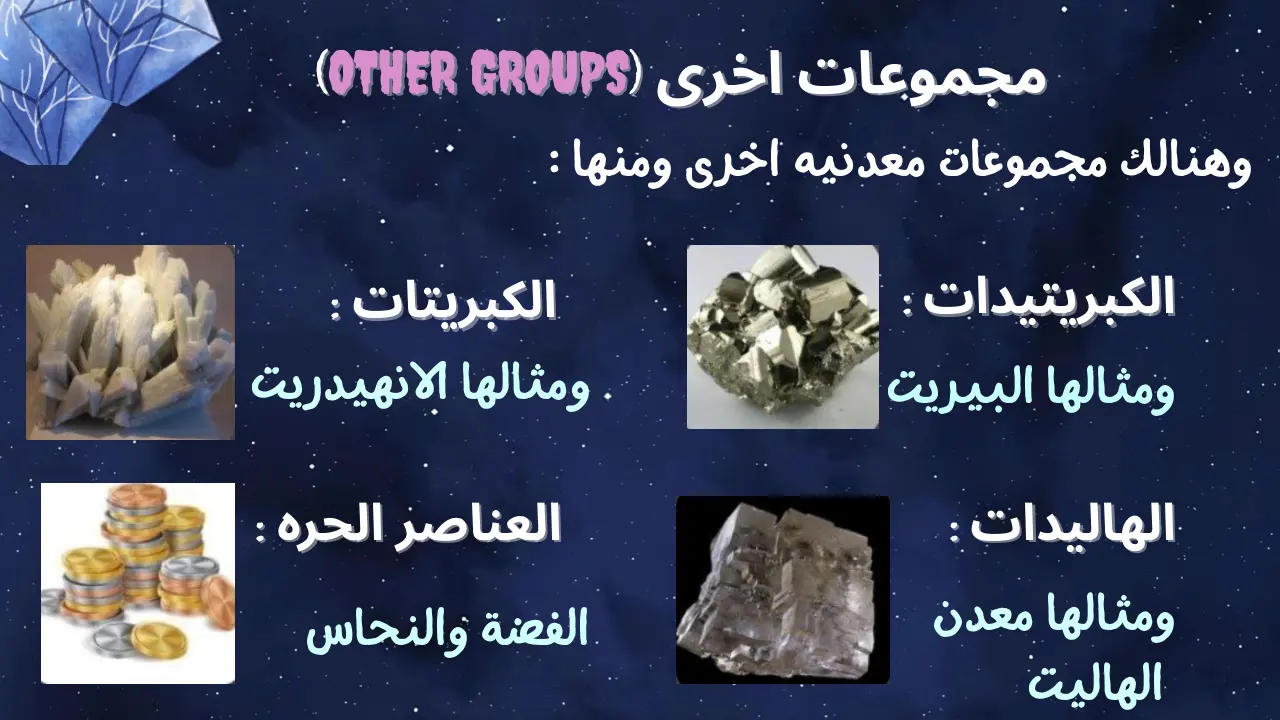 مجموعات اخرى (OTHER GROUPS)
وهنالك مجموعات معدنيه اخرى ومنها :
الكبريتيدات :
ومثالها البيريت
الكبريتات :
ومثالها الانهيدريت
الهاليدات :
ومثالها معدن
الهاليت
العناصر الحره :
الفضة والنحاس